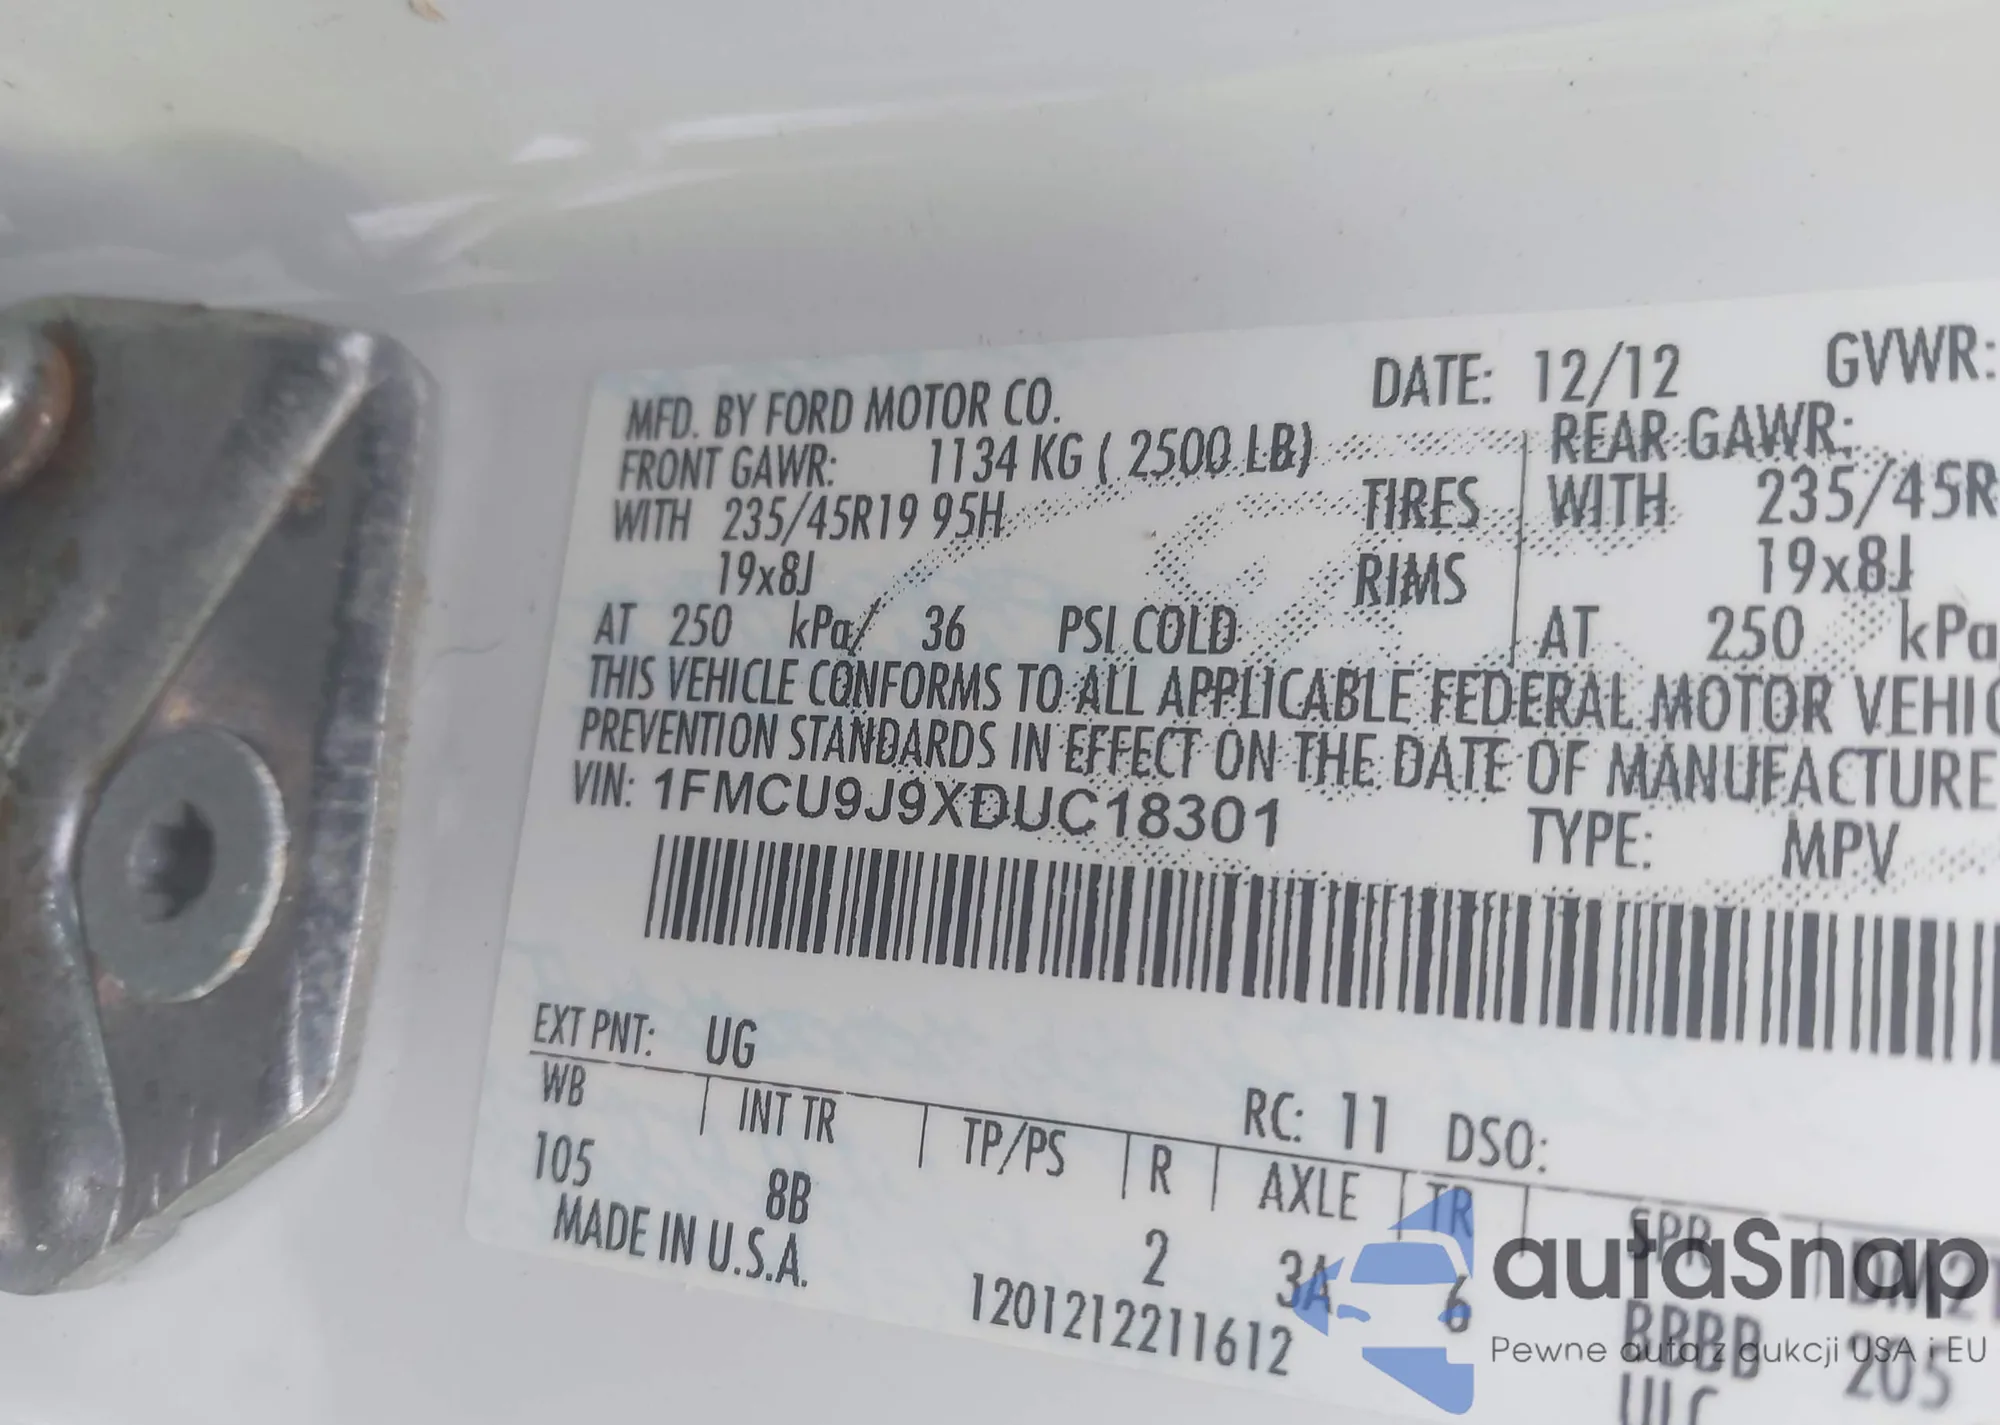 MFD. BY FORD MOTOR CO. DATE: 12/12 GVWR:
FRONT GAWR: 1134 KG ( 2500 LB) REAR GAWR:
WITH 235/45R19 95H TIRES WITH 235/45R
19x8J RIMS 19x8J
AT 250 kPa/ 36 PSI COLD AT 250 kPa
THIS VEHICLE CONFORMS TO ALL APPLICABLE FEDERAL MOTOR VEHIC
PREVENTION STANDARDS IN EFFECT ON THE DATE OF MANUFACTURE
VIN: 1FMCU9J9XDUC18301
TYPE: MPV
EXT PNT: UG RC: 11 DSO:
WB INT TR TP/PS R AXLE TR SPR
105 8B 2 3A 6 BBBB 205
MADE IN U.S.A. 1201212211612
autaSnap
Pewne auta z aukcji USA i EU